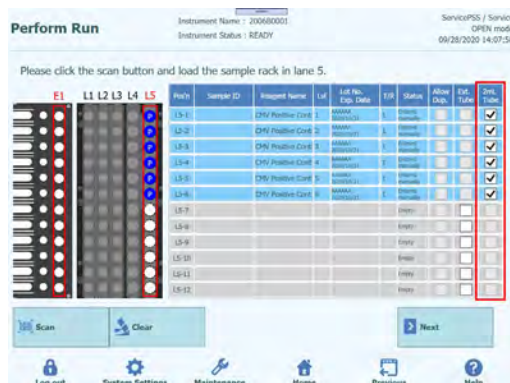 Perform Run
Instrument Name : 200680001
Instrument Status : READY
ServicePSS / Servic
OPEN mod
09/28/2020 14:07:5
Please click the scan button and load the sample rack in lane 5.
E1 L1 L2 L3 L4 L5
Pos'n Sample ID Reagent Name Lvl Lot No. Exp. Date T/R Status Allow Dup. Ext. Tube 2mL Tube
L5-1 CMV Positive Cont 1
CMV Positive Cont
L5-3 CMV Positive Cont
L5-4 CMV Positive Cont 4
L5-5 CMV Positive Cont
L5-6 CMV Positive Cont
L5-7 Empty
L5-8 Empty
L5-9 Empty
L5-10 Empty
L5-11 Empty
L5-12 Empty
Scan
Clear
Next
Log out
System Settings
Maintenance
Home
Previous
Help